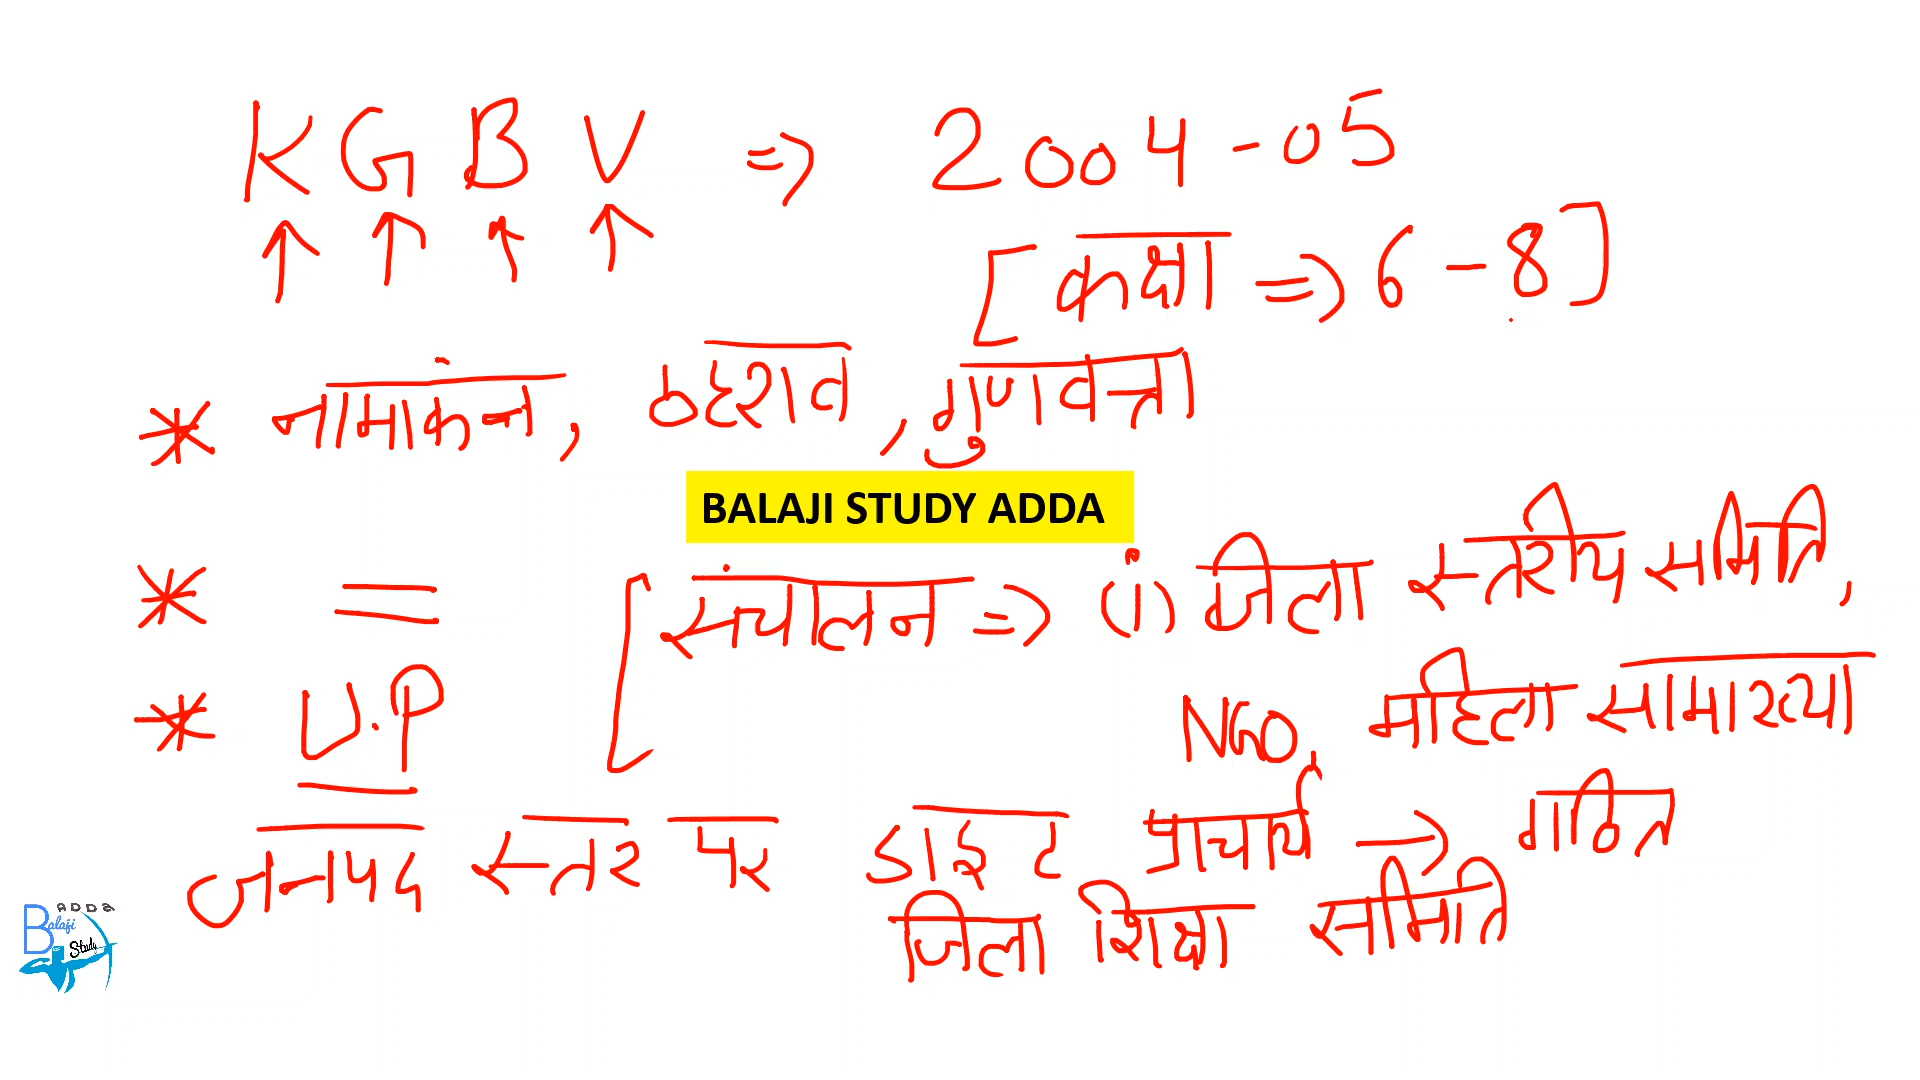 K G B V => 2004-05
[कक्षा => 6-8]
* नामांकन, ठहराव, गुणवत्ता
BALAJI STUDY ADDA
* [संचालन => (i) जिला स्तरीय समिति,
* U.P NGO, महिला सामाख्या
जनपद स्तर पर डाइट प्राचार्य → गठित
जिला शिक्षा समिति
Balaji Study ADDA